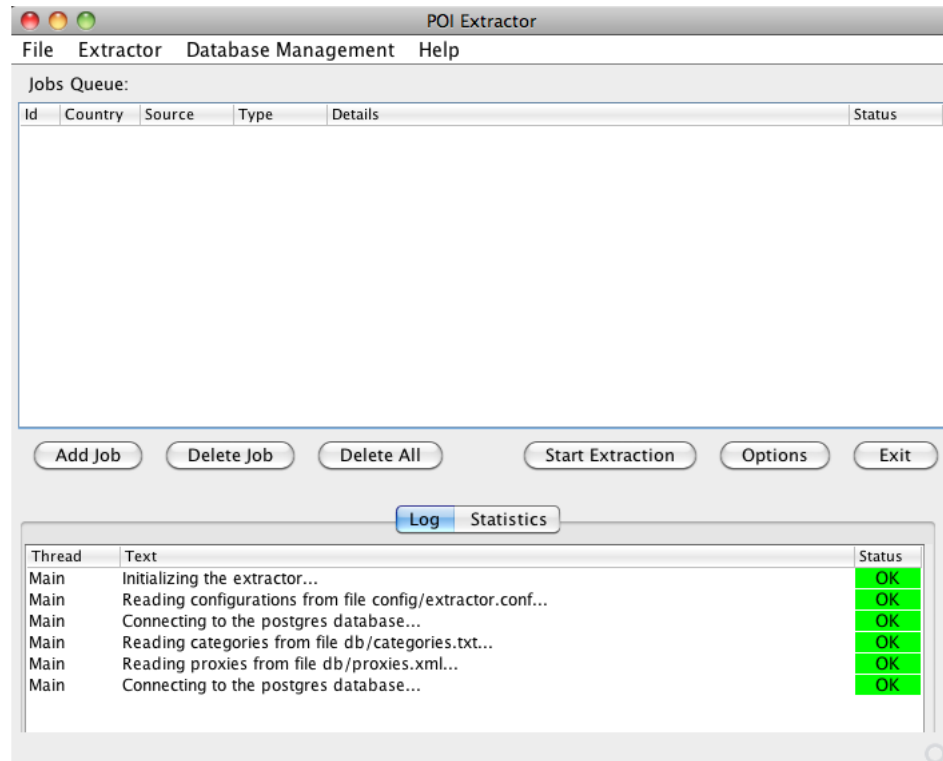 POI Extractor
File Extractor Database Management Help
Jobs Queue:
Id Country Source Type Details Status
Add Job Delete Job Delete All Start Extraction Options Exit
Log Statistics
Thread Text Status
Main Initializing the extractor... OK
Main Reading configurations from file config/extractor.conf... OK
Main Connecting to the postgres database... OK
Main Reading categories from file db/categories.txt... OK
Main Reading proxies from file db/proxies.xml... OK
Main Connecting to the postgres database... OK